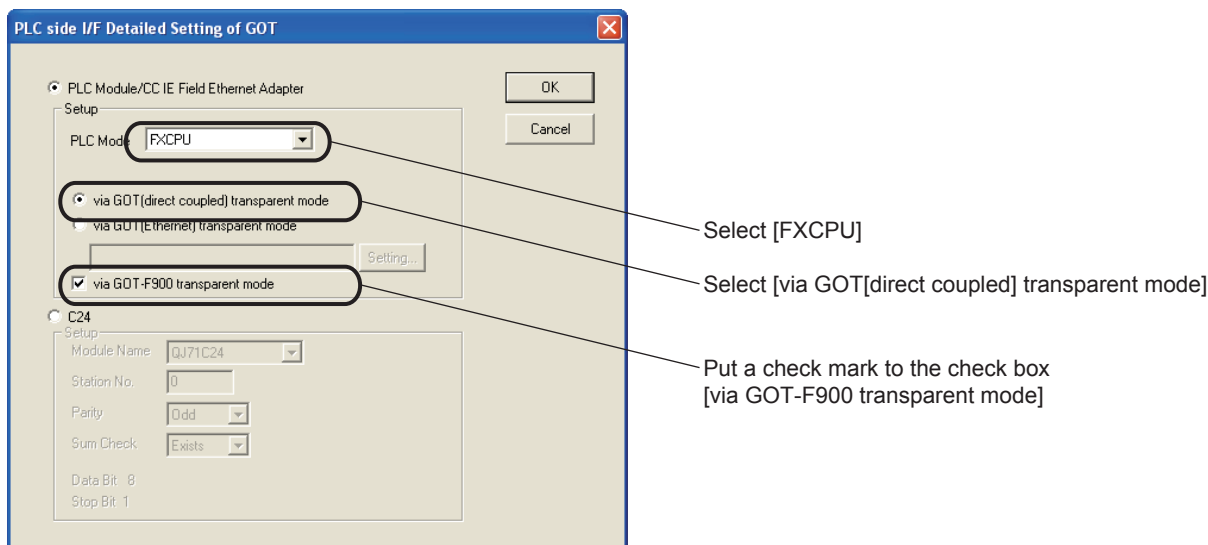 PLC side I/F Detailed Setting of GOT
PLC Module/CC IE Field Ethernet Adapter
OK
Setup
Cancel
PLC Mode FXCPU
via GOT(direct coupled) transparent mode
via GOT(Ethernet) transparent mode
Setting...
via GOT-F900 transparent mode
C24
Setup
Module Name QJ71C24
Station No. 0
Parity Odd
Sum Check Exists
Data Bit 8
Stop Bit 1
Select [FXCPU]
Select [via GOT[direct coupled] transparent mode]
Put a check mark to the check box
[via GOT-F900 transparent mode]